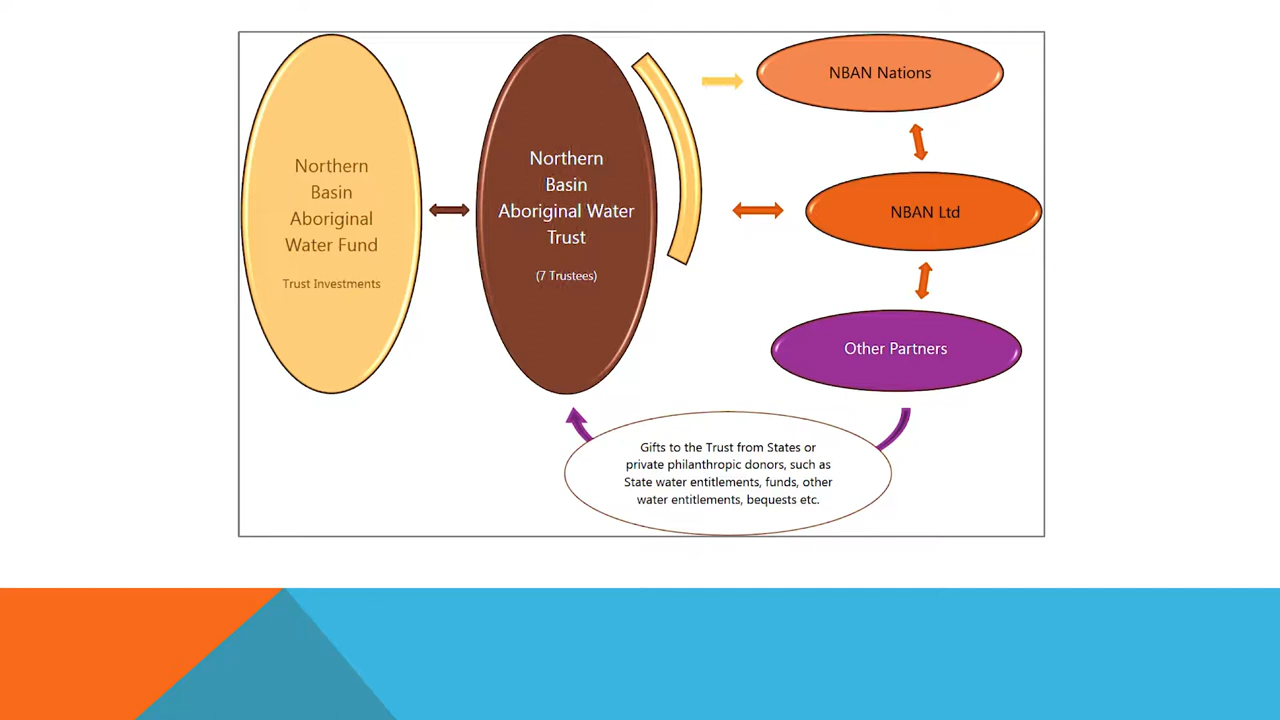 Northern
Basin
Aboriginal
Water Fund
Trust Investments
Northern
Basin
Aboriginal Water
Trust
(7 Trustees)
NBAN Nations
NBAN Ltd
Other Partners
Gifts to the Trust from States or
private philanthropic donors, such as
State water entitlements, funds, other
water entitlements, bequests etc.